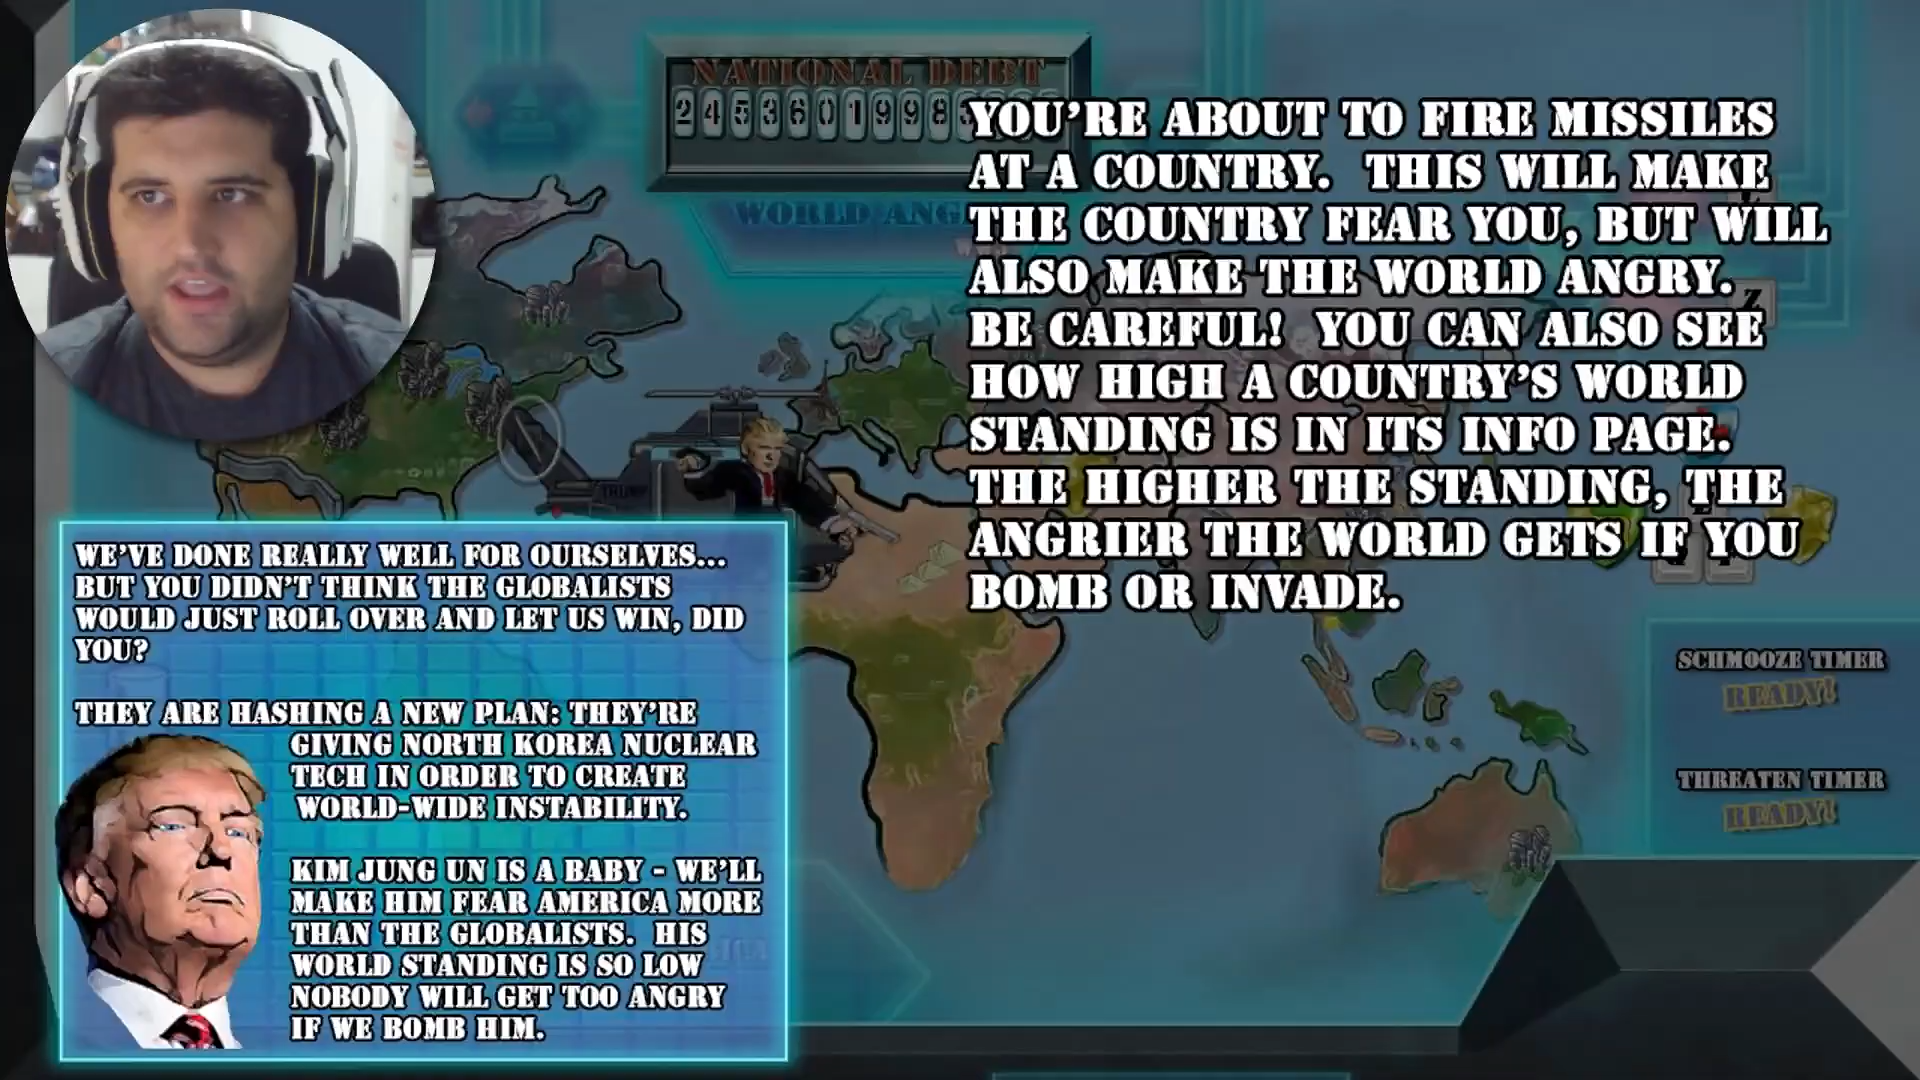 NATIONAL DEBT
2453601998
WORLD ANG
YOU'RE ABOUT TO FIRE MISSILES
AT A COUNTRY. THIS WILL MAKE
THE COUNTRY FEAR YOU, BUT WILL
ALSO MAKE THE WORLD ANGRY.
BE CAREFUL! YOU CAN ALSO SEE
HOW HIGH A COUNTRY'S WORLD
STANDING IS IN ITS INFO PAGE.
THE HIGHER THE STANDING, THE
ANGRIER THE WORLD GETS IF YOU
BOMB OR INVADE.
Z
TRUMP
WE'VE DONE REALLY WELL FOR OURSELVES...
BUT YOU DIDN'T THINK THE GLOBALISTS
WOULD JUST ROLL OVER AND LET US WIN, DID
YOU?
THEY ARE HASHING A NEW PLAN: THEY'RE
GIVING NORTH KOREA NUCLEAR
TECH IN ORDER TO CREATE
WORLD-WIDE INSTABILITY.
KIM JUNG UN IS A BABY - WE'LL
MAKE HIM FEAR AMERICA MORE
THAN THE GLOBALISTS. HIS
WORLD STANDING IS SO LOW
NOBODY WILL GET TOO ANGRY
IF WE BOMB HIM.
SCHMOOZE TIMER
READY!
THREATEN TIMER
READY!